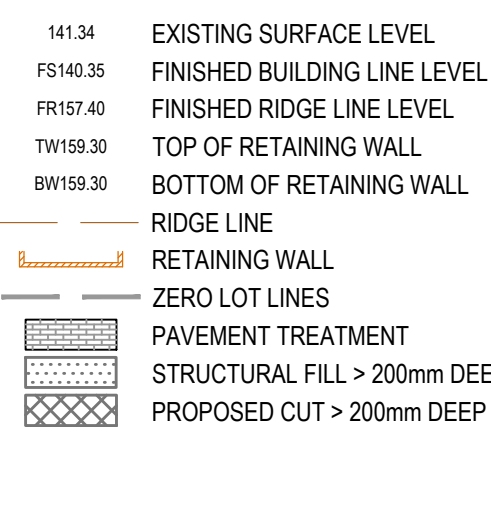 141.34 EXISTING SURFACE LEVEL
FS140.35 FINISHED BUILDING LINE LEVEL
FR157.40 FINISHED RIDGE LINE LEVEL
TW159.30 TOP OF RETAINING WALL
BW159.30 BOTTOM OF RETAINING WALL
RIDGE LINE
RETAINING WALL
ZERO LOT LINES
PAVEMENT TREATMENT
STRUCTURAL FILL > 200mm DEE
PROPOSED CUT > 200mm DEEP